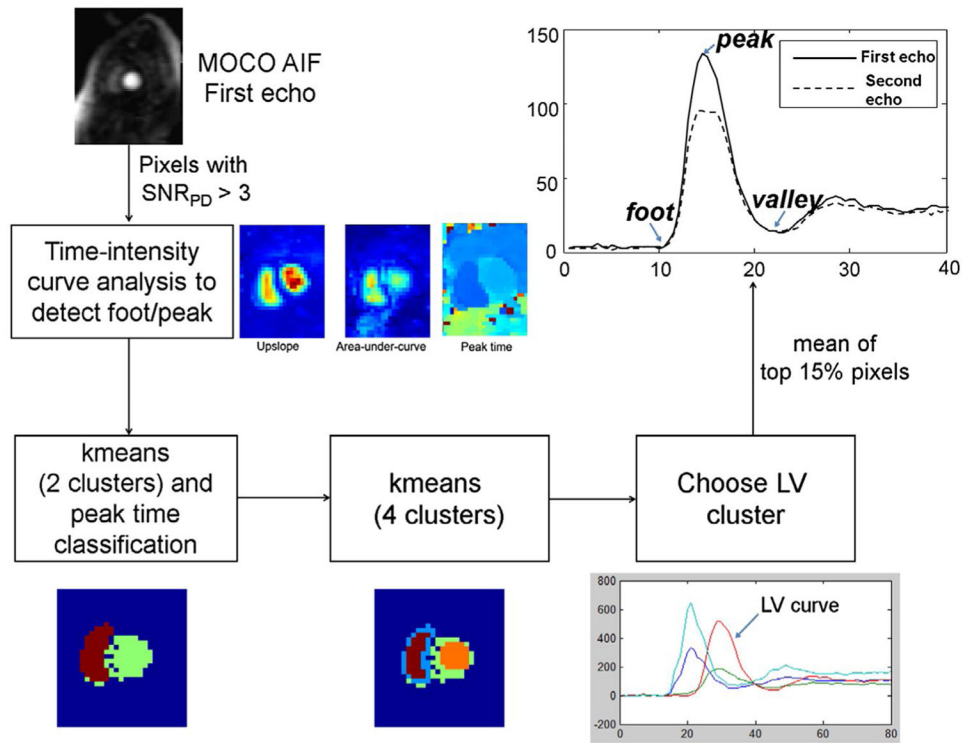 MOCO AIF
First echo
Pixels with
SNRPD > 3
Time-intensity
curve analysis to
detect foot/peak
Upslope
Area-under-curve
Peak time
150
100
50
0
0
10
20
30
40
peak
foot
valley
First echo
Second
echo
mean of
top 15% pixels
kmeans
(2 clusters) and
peak time
classification
kmeans
(4 clusters)
Choose LV
cluster
800
600
400
200
0
-200
0
20
40
60
80
LV curve